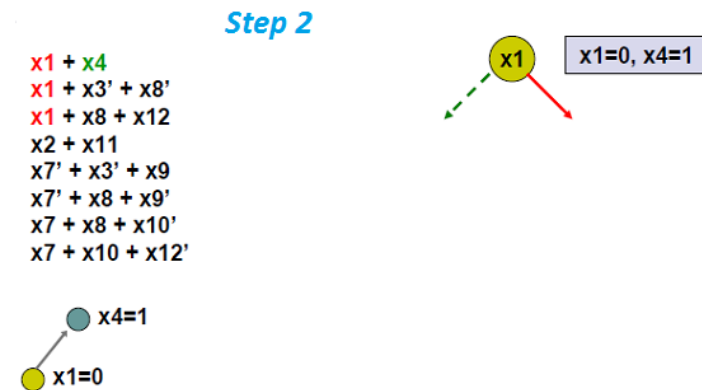 Step 2
x1 + x4
x1 + x3’ + x8’
x1 + x8 + x12
x2 + x11
x7’ + x3’ + x9
x7’ + x8 + x9’
x7 + x8 + x10’
x7 + x10 + x12’
x1
x1=0, x4=1
x4=1
x1=0